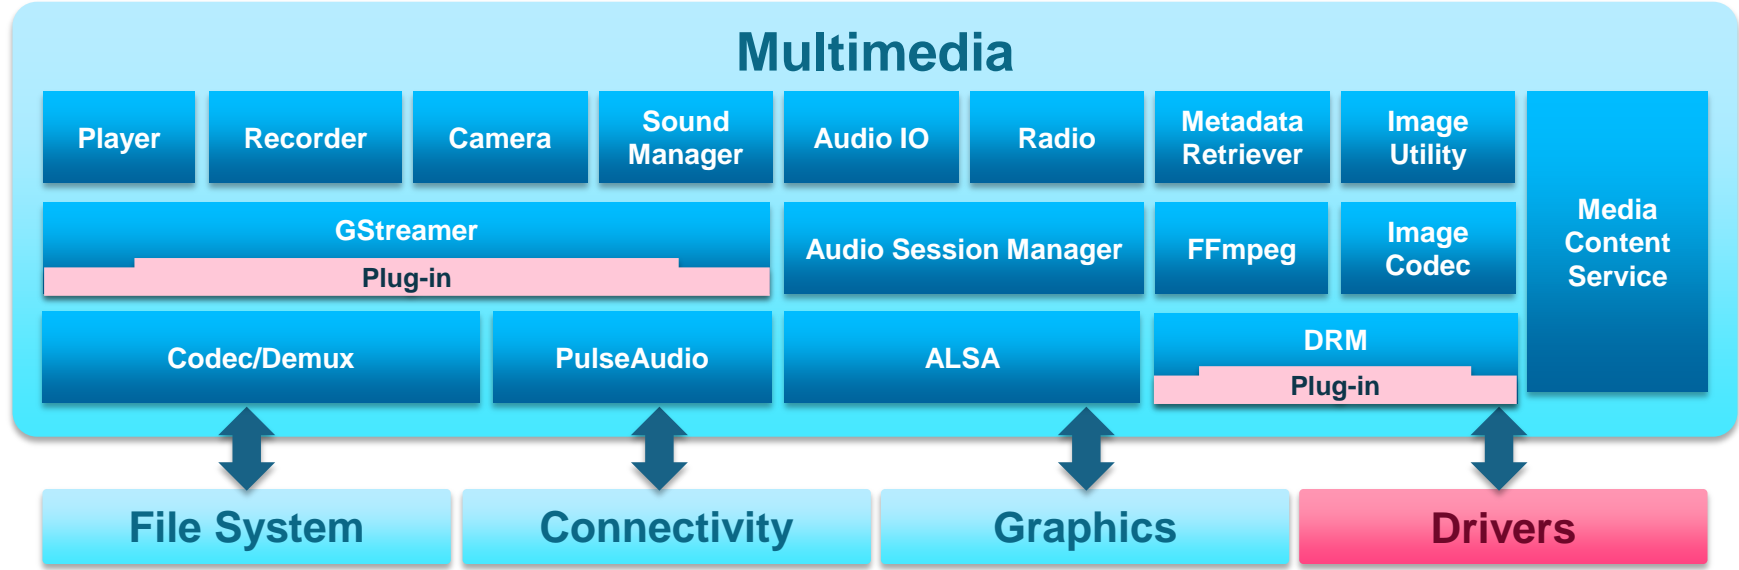 Multimedia
Player
Recorder
Camera
Sound
Manager
Audio IO
Radio
Metadata
Retriever
Image
Utility
Media
Content
Service
GStreamer
Plug-in
Audio Session Manager
FFmpeg
Image
Codec
Codec/Demux
PulseAudio
ALSA
DRM
Plug-in
File System
Connectivity
Graphics
Drivers